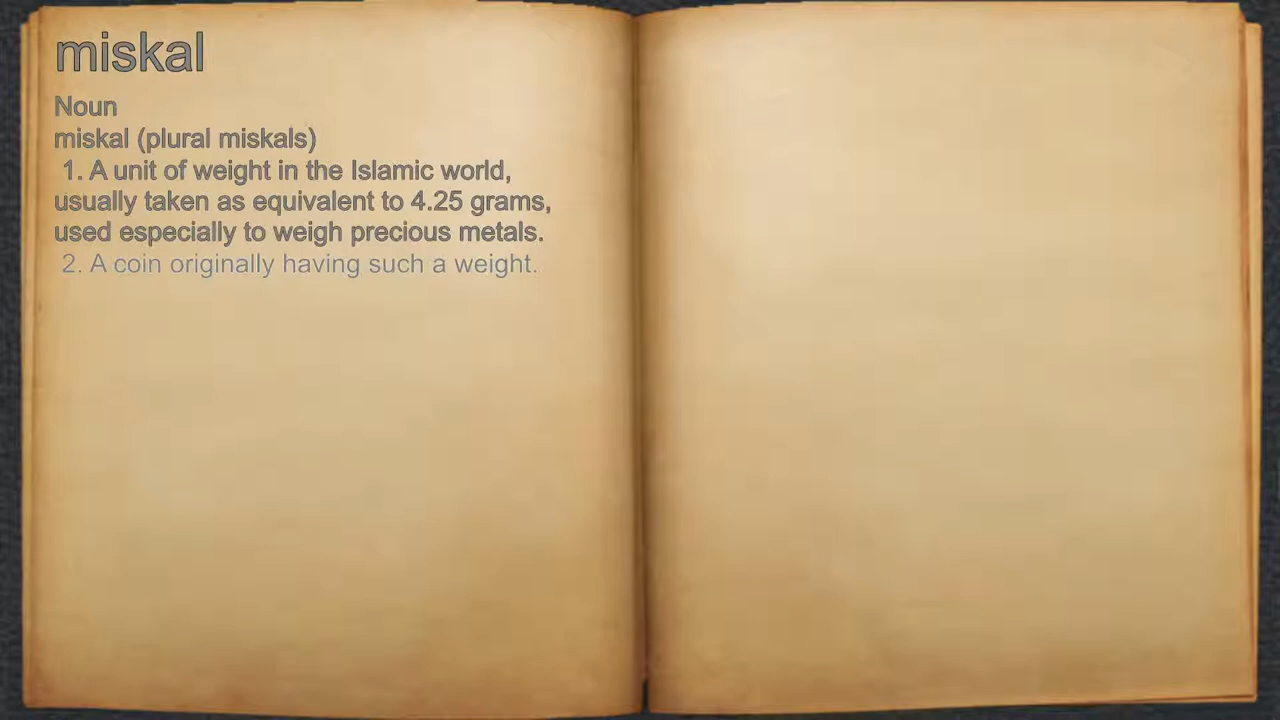 miskal
Noun
miskal (plural miskals)
1. A unit of weight in the Islamic world,
usually taken as equivalent to 4.25 grams,
used especially to weigh precious metals.
2. A coin originally having such a weight.